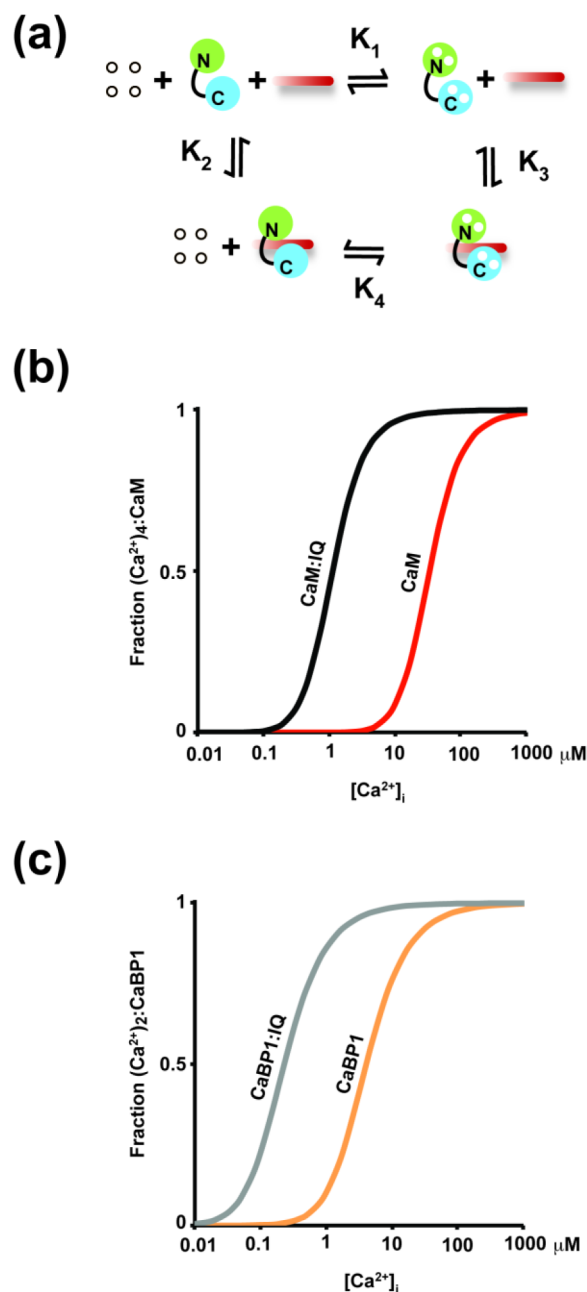 (a)
K1
N + + N +
C C
K2 K3
+ N N
C C
K4
(b)
1
Fraction (Ca²⁺)₄:CaM
CaM:IQ
CaM
0.5
0
0.01 0.1 1 10 100 1000 μM
[Ca²⁺]i
(c)
1
Fraction (Ca²⁺)₂:CaBP1
CaBP1:IQ
CaBP1
0.5
0
0.01 0.1 1 10 100 1000 μM
[Ca²⁺]i